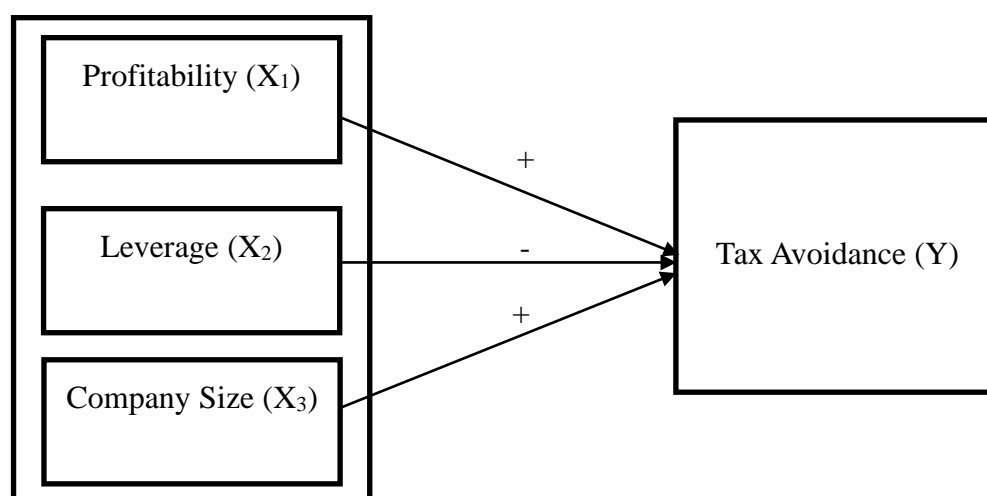 Profitability (X₁)
+
Leverage (X₂)
-
Tax Avoidance (Y)
+
Company Size (X₃)